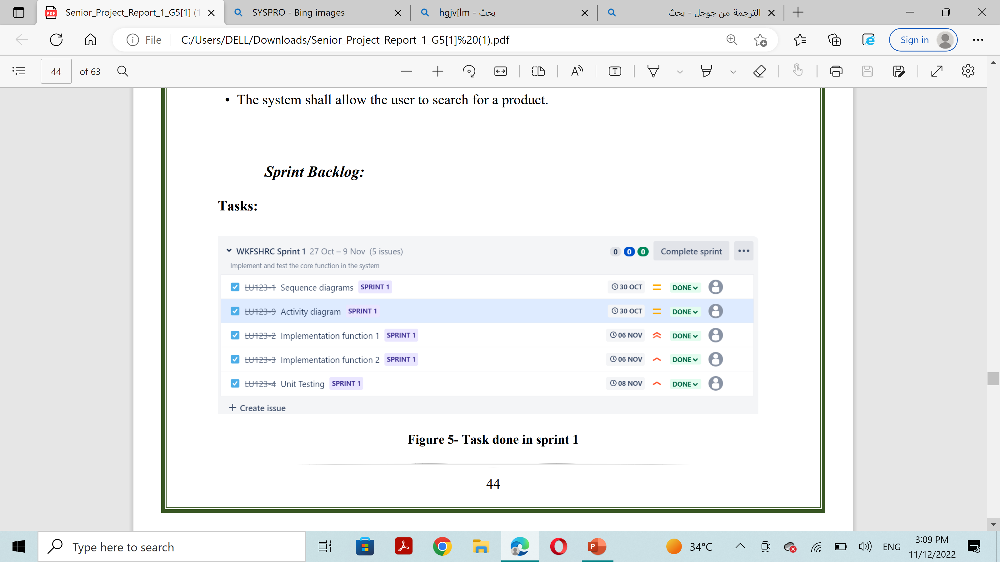 Senior_Project_Report_1_G5[1] (1
SYSPRO - Bing images
hgjv[lm - بحث
الترجمة من جوجل - بحث
File
C:/Users/DELL/Downloads/Senior_Project_Report_1_G5[1]%20(1).pdf
Sign in
44 of 63
• The system shall allow the user to search for a product.
Sprint Backlog:
Tasks:
WKFSHRC Sprint 1 27 Oct – 9 Nov (5 issues) 0 0 0 Complete sprint
Implement and test the core function in the system
LU123-1 Sequence diagrams SPRINT 1 30 OCT DONE
LU123-9 Activity diagram SPRINT 1 30 OCT DONE
LU123-2 Implementation function 1 SPRINT 1 06 NOV DONE
LU123-3 Implementation function 2 SPRINT 1 06 NOV DONE
LU123-4 Unit Testing SPRINT 1 08 NOV DONE
+ Create issue
Figure 5- Task done in sprint 1
44
Type here to search
34°C
ENG
3:09 PM
11/12/2022